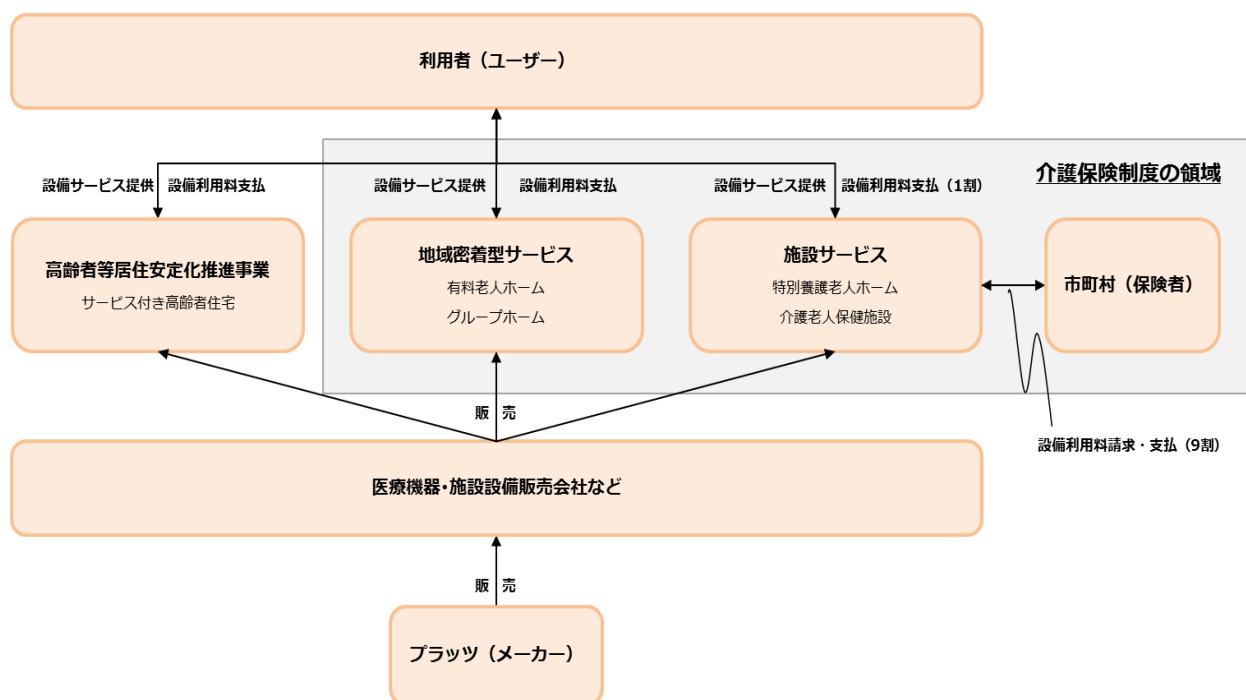 利用者（ユーザー）
介護保険制度の領域
設備サービス提供 設備利用料支払
設備サービス提供 設備利用料支払
設備サービス提供 設備利用料支払（1割）
高齢者等居住安定化推進事業
サービス付き高齢者住宅
地域密着型サービス
有料老人ホーム
グループホーム
施設サービス
特別養護老人ホーム
介護老人保健施設
市町村（保険者）
販 売
設備利用料請求・支払（9割）
医療機器・施設設備販売会社など
販 売
プラッツ（メーカー）